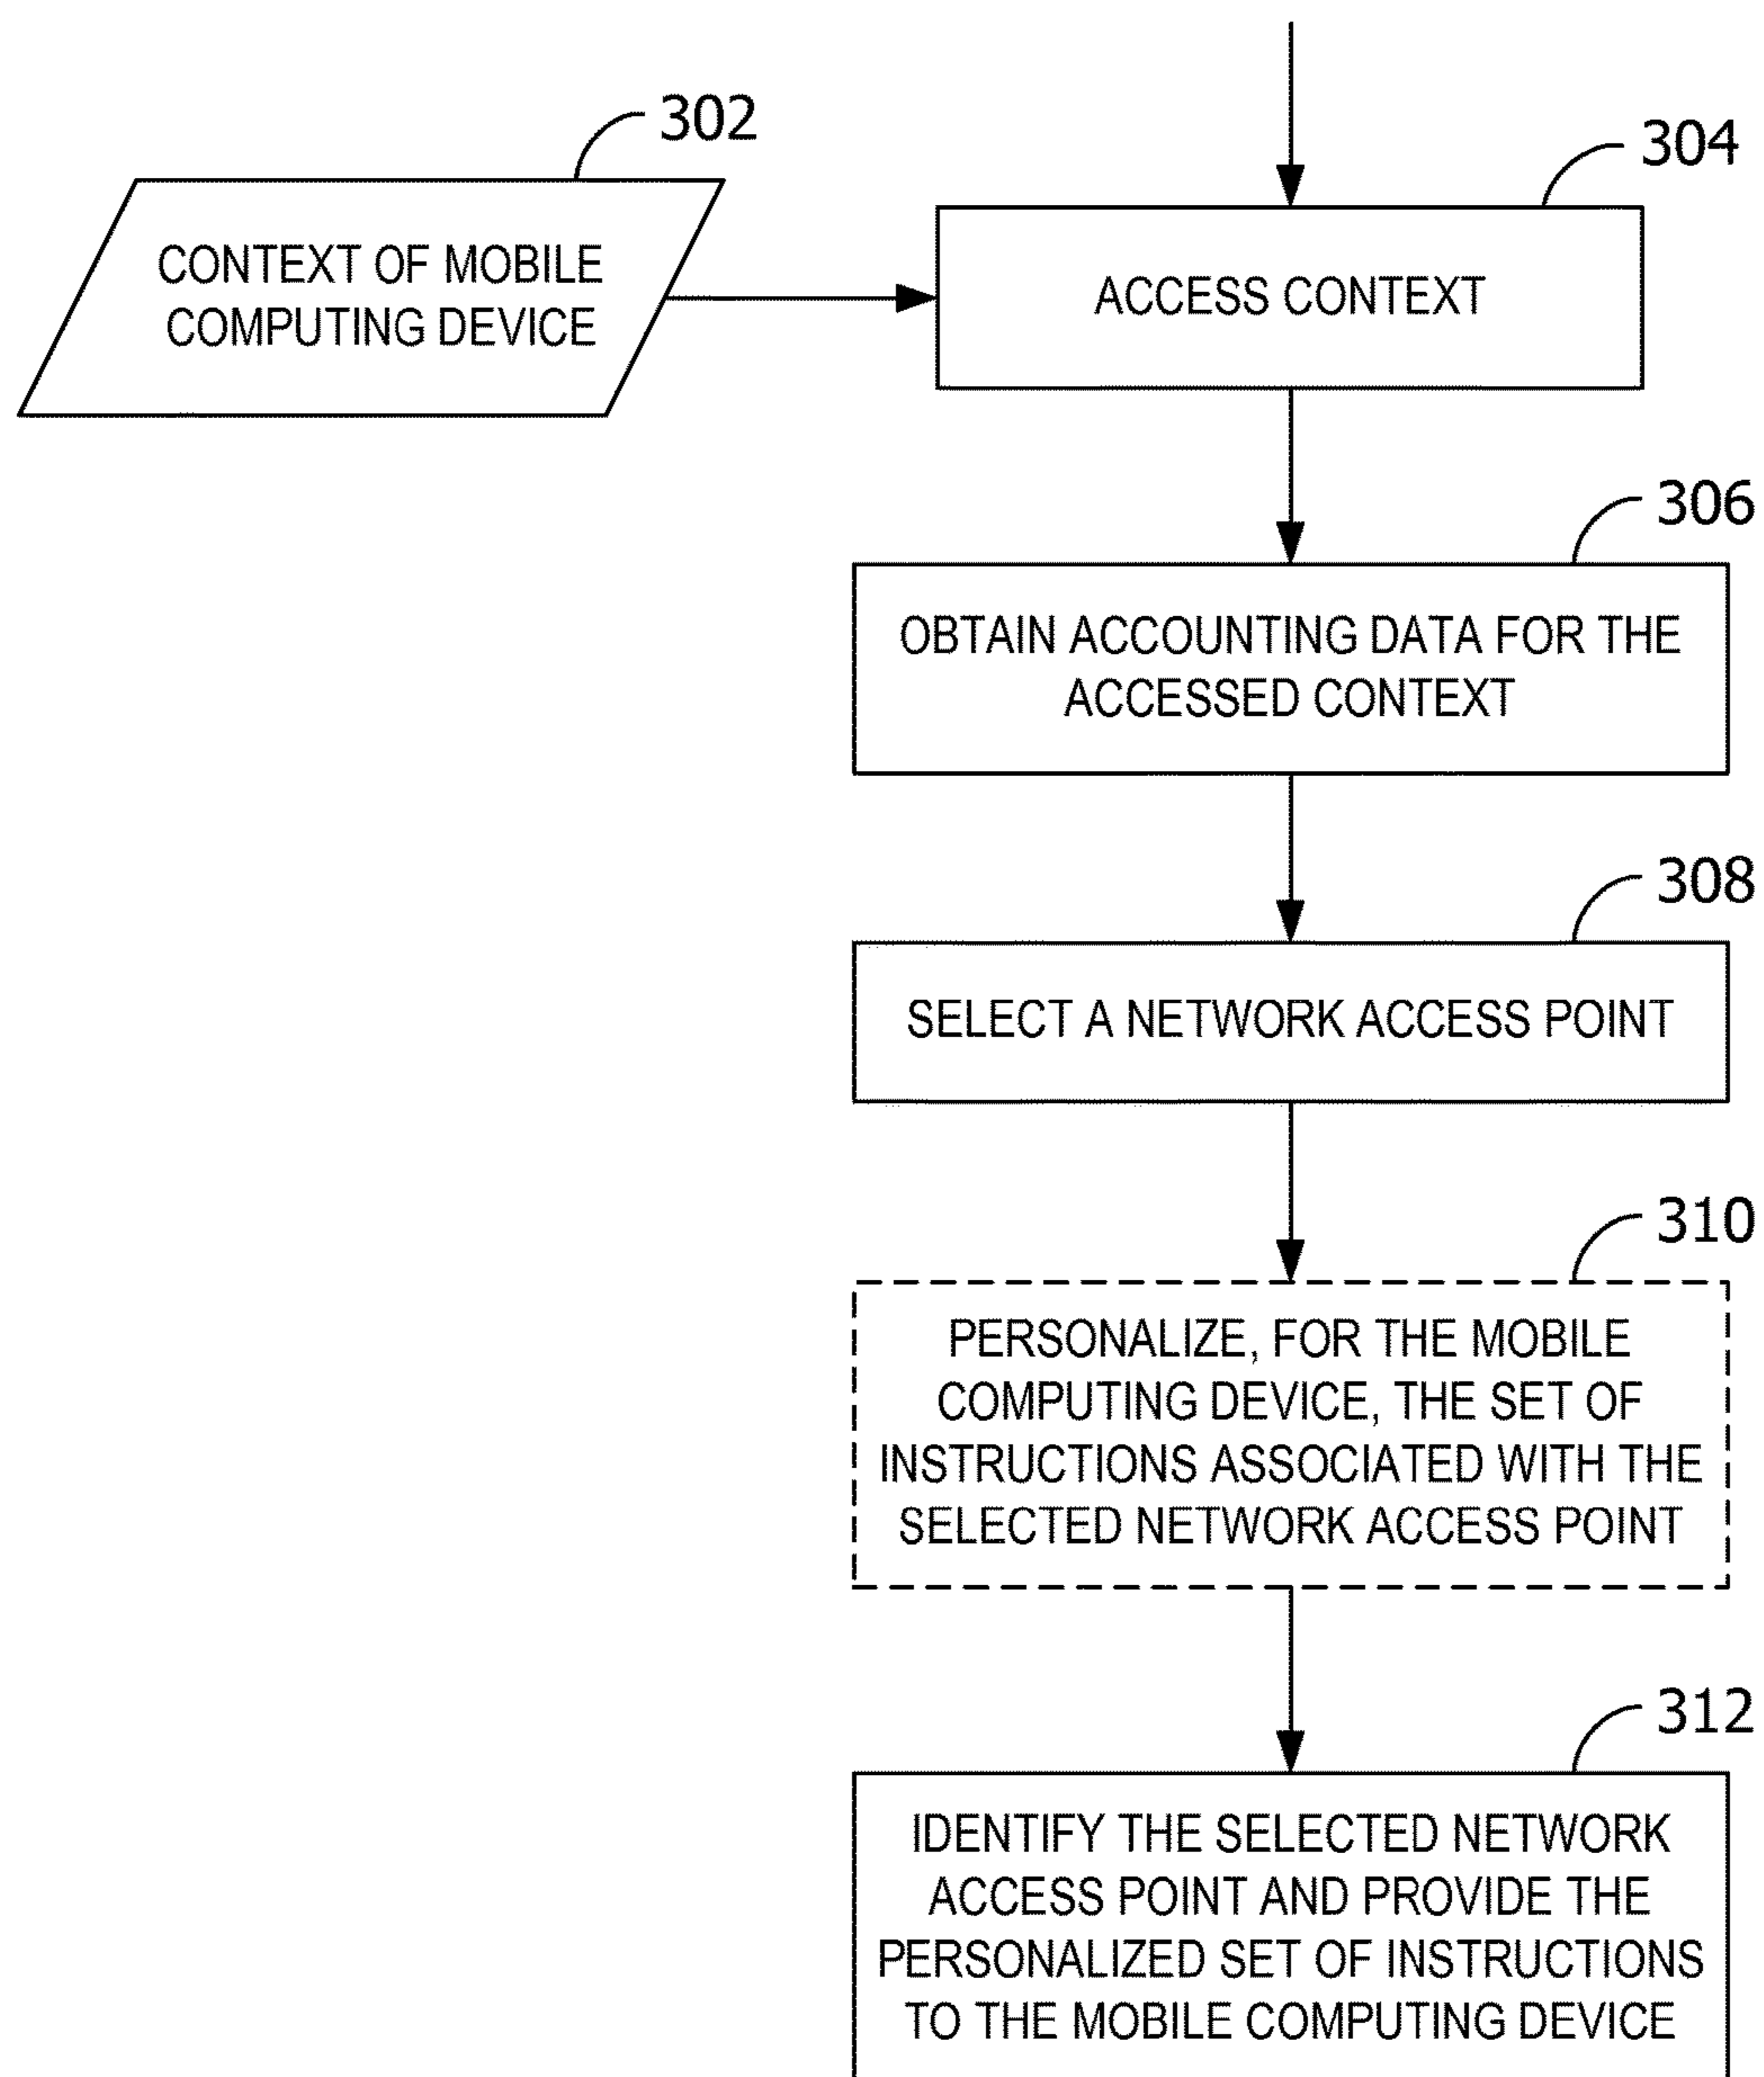 302
304
CONTEXT OF MOBILE
COMPUTING DEVICE
ACCESS CONTEXT
306
OBTAIN ACCOUNTING DATA FOR THE
ACCESSED CONTEXT
308
SELECT A NETWORK ACCESS POINT
310
PERSONALIZE, FOR THE MOBILE
COMPUTING DEVICE, THE SET OF
INSTRUCTIONS ASSOCIATED WITH THE
SELECTED NETWORK ACCESS POINT
312
IDENTIFY THE SELECTED NETWORK
ACCESS POINT AND PROVIDE THE
PERSONALIZED SET OF INSTRUCTIONS
TO THE MOBILE COMPUTING DEVICE